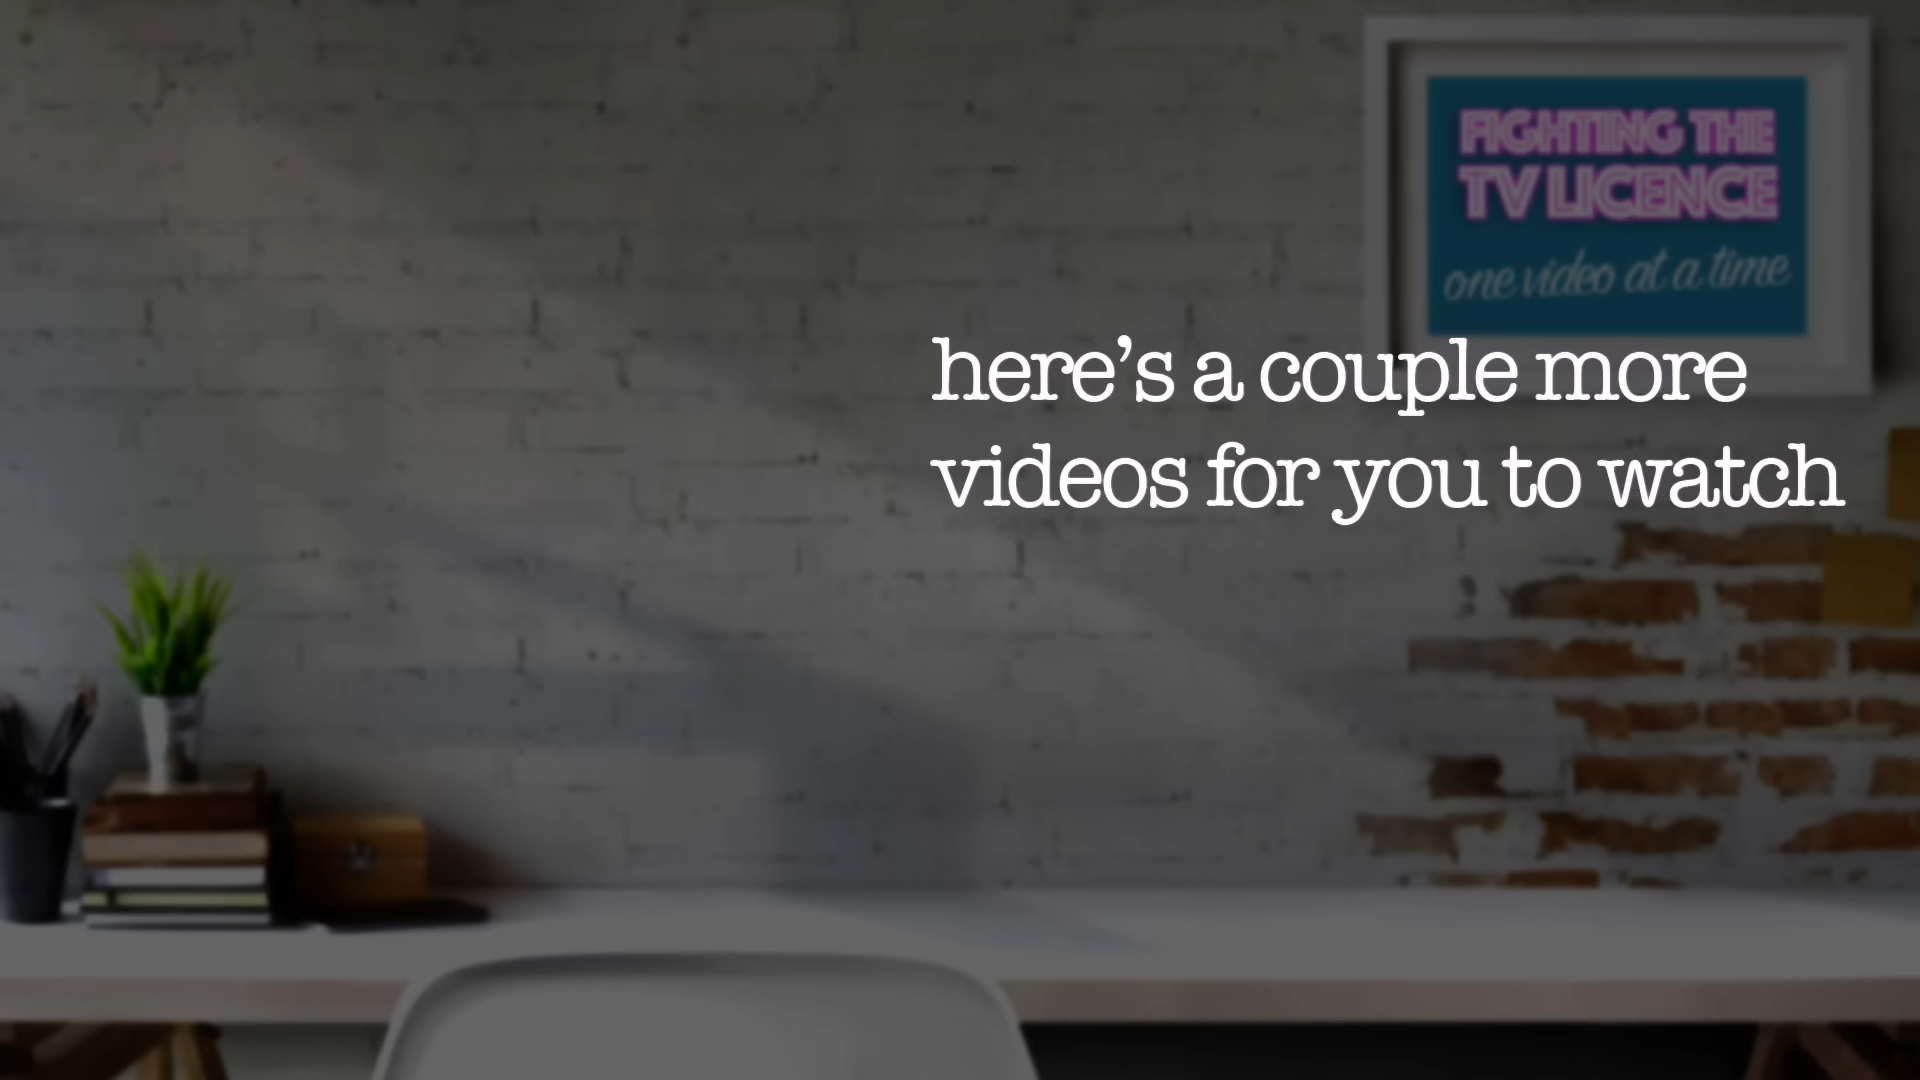 FIGHTING THE
TV LICENCE
one video at a time
here’s a couple more
videos for you to watch